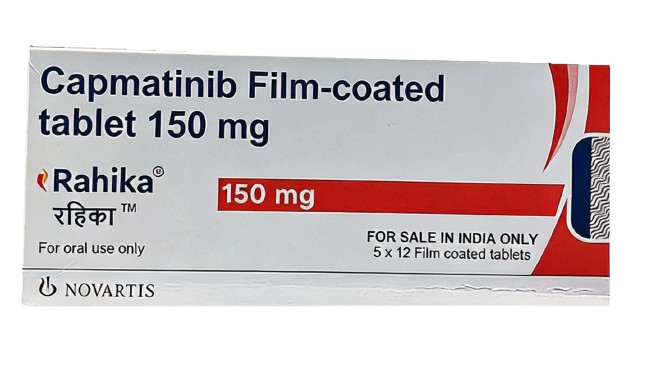 Capmatinib Film-coated
tablet 150 mg
Rahika®
रहिका™
150 mg
For oral use only
FOR SALE IN INDIA ONLY
5 x 12 Film coated tablets
NOVARTIS